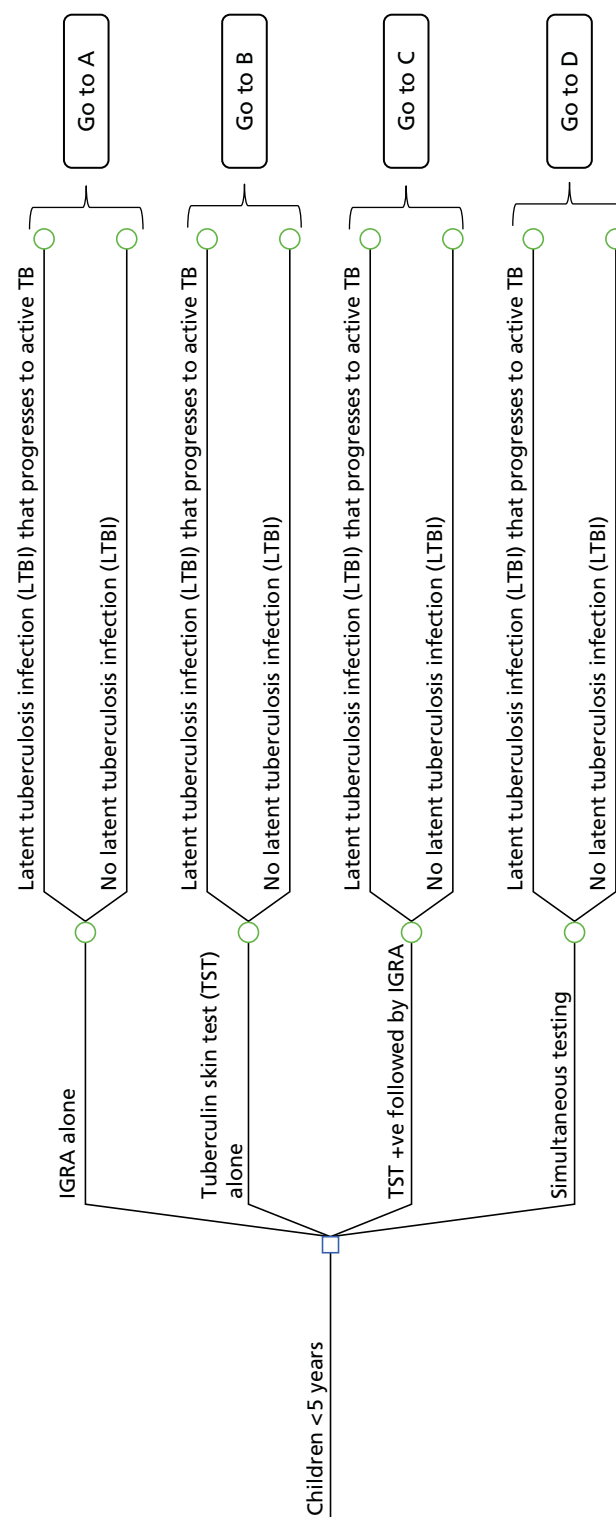 Children <5 years
IGRA alone
Latent tuberculosis infection (LTBI) that progresses to active TB
No latent tuberculosis infection (LTBI)
Go to A
Tuberculin skin test (TST)
alone
Latent tuberculosis infection (LTBI) that progresses to active TB
No latent tuberculosis infection (LTBI)
Go to B
TST +ve followed by IGRA
Latent tuberculosis infection (LTBI) that progresses to active TB
No latent tuberculosis infection (LTBI)
Go to C
Simultaneous testing
Latent tuberculosis infection (LTBI) that progresses to active TB
No latent tuberculosis infection (LTBI)
Go to D